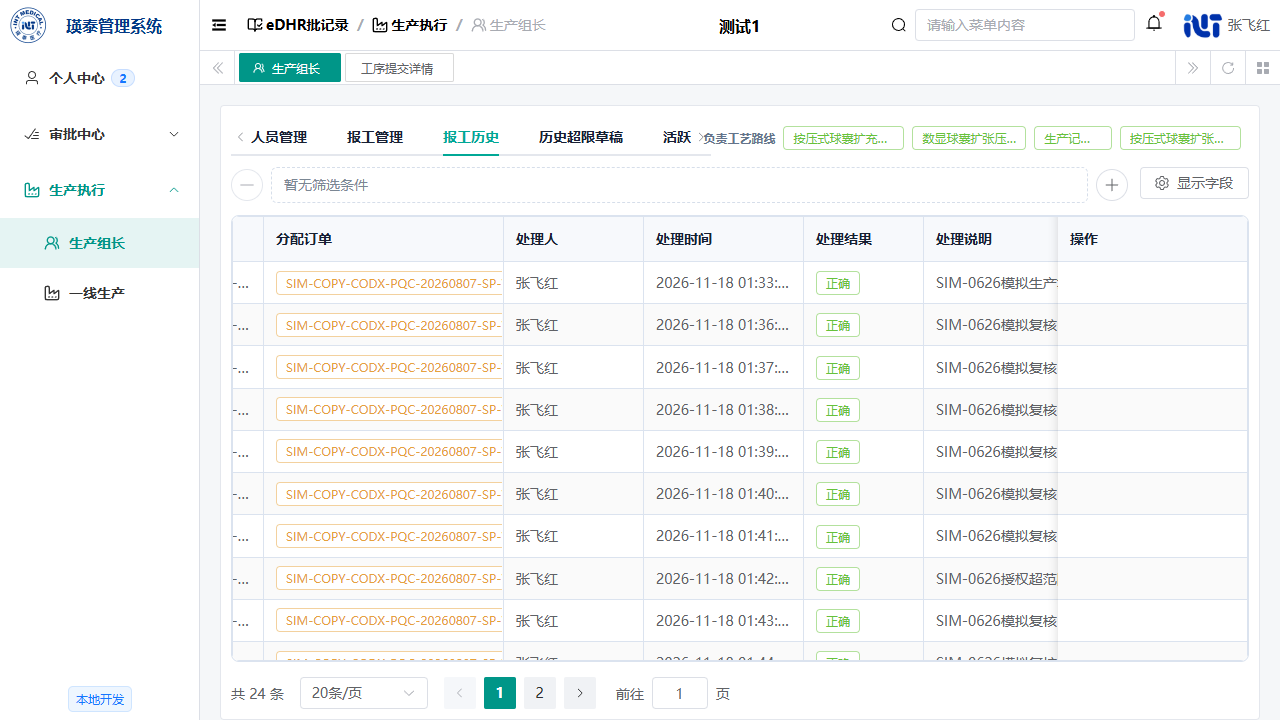 瑛泰管理系统
eDHR批记录 / 生产执行 / 生产组长
测试1
请输入菜单内容
张飞红
个人中心 2
审批中心
生产执行
生产组长
一线生产
本地开发
生产组长
工序提交详情
人员管理 报工管理 报工历史 历史超限草稿 活跃
负责工艺路线 按压式球囊扩充... 数显球囊扩张压... 生产记... 按压式球囊扩张...
暂无筛选条件
显示字段
分配订单 处理人 处理时间 处理结果 处理说明 操作
-... SIM-COPY-CODX-PQC-20260807-SP- 张飞红 2026-11-18 01:33:... 正确 SIM-0626模拟生产
-... SIM-COPY-CODX-PQC-20260807-SP- 张飞红 2026-11-18 01:36:... 正确 SIM-0626模拟复核
-... SIM-COPY-CODX-PQC-20260807-SP- 张飞红 2026-11-18 01:37:... 正确 SIM-0626模拟复核
-... SIM-COPY-CODX-PQC-20260807-SP- 张飞红 2026-11-18 01:38:... 正确 SIM-0626模拟复核
-... SIM-COPY-CODX-PQC-20260807-SP- 张飞红 2026-11-18 01:39:... 正确 SIM-0626模拟复核
-... SIM-COPY-CODX-PQC-20260807-SP- 张飞红 2026-11-18 01:40:... 正确 SIM-0626模拟复核
-... SIM-COPY-CODX-PQC-20260807-SP- 张飞红 2026-11-18 01:41:... 正确 SIM-0626模拟复核
-... SIM-COPY-CODX-PQC-20260807-SP- 张飞红 2026-11-18 01:42:... 正确 SIM-0626授权超范
-... SIM-COPY-CODX-PQC-20260807-SP- 张飞红 2026-11-18 01:43:... 正确 SIM-0626模拟复核
共 24 条 20条/页 1 2 前往 1 页